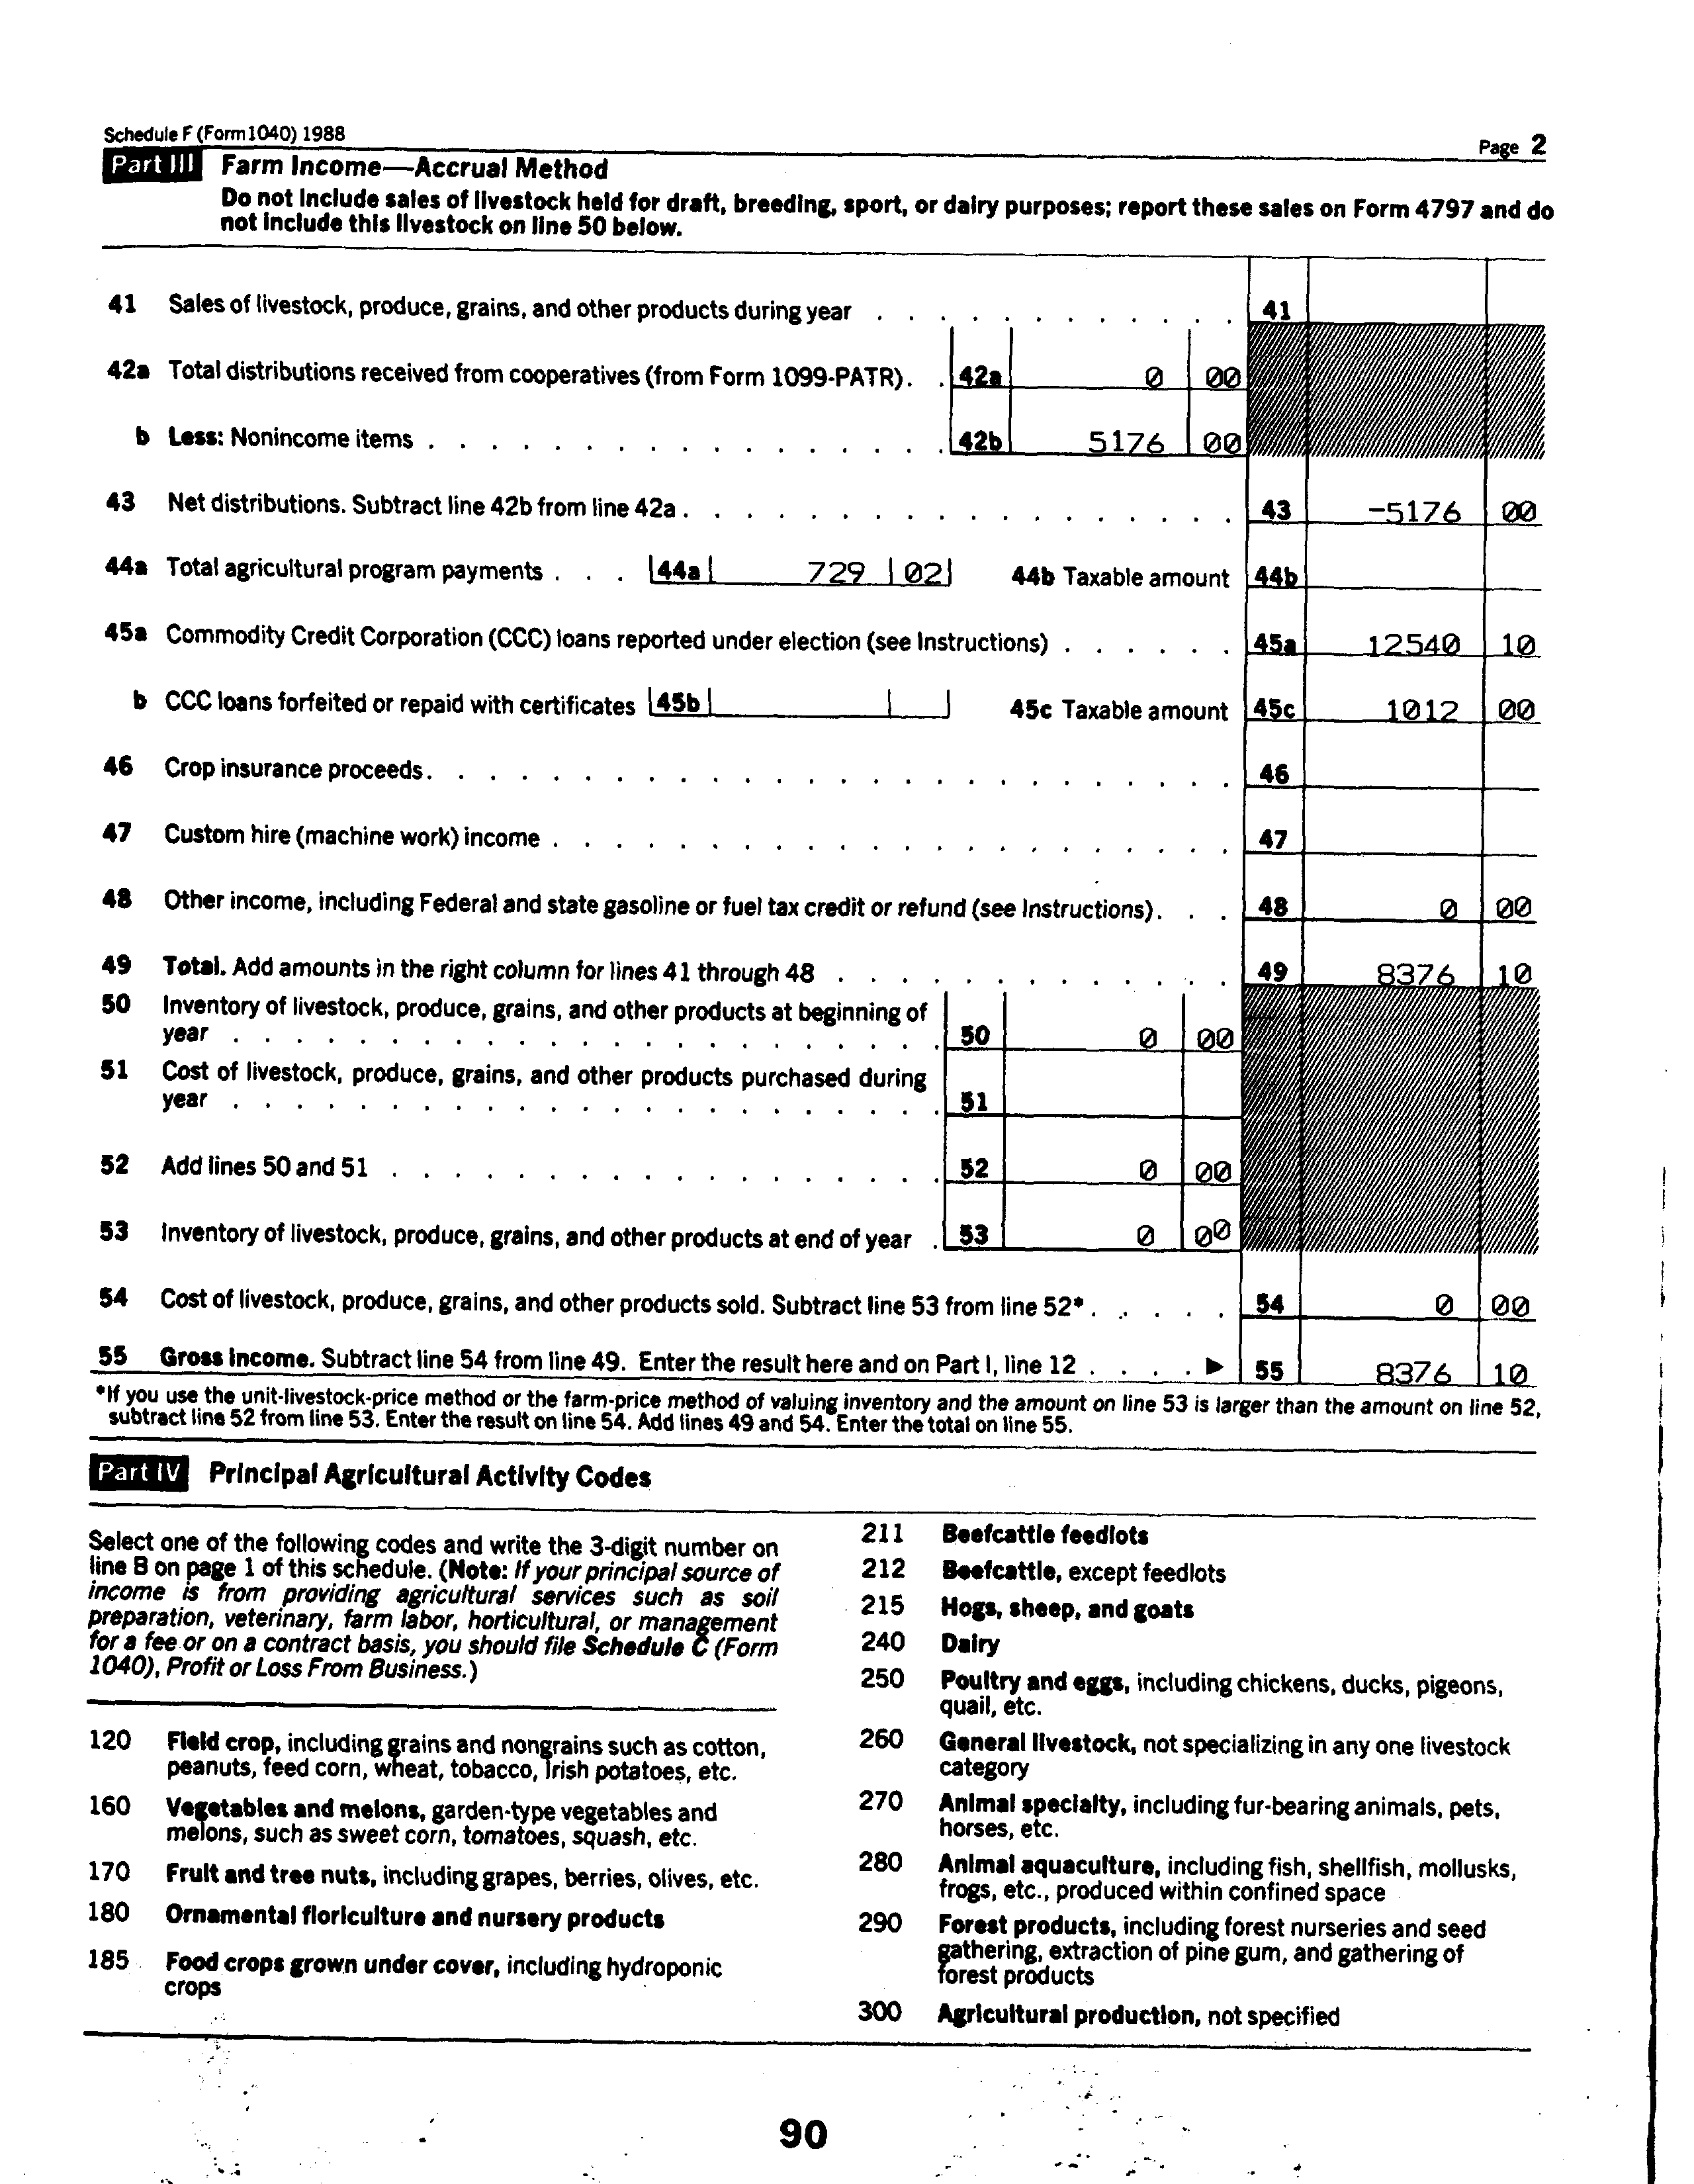 Schedule F (Form 1040) 1988
Page 2
Part III Farm Income—Accrual Method
Do not include sales of livestock held for draft, breeding, sport, or dairy purposes; report these sales on Form 4797 and do
not include this livestock on line 50 below.
41 Sales of livestock, produce, grains, and other products during year . . . . . . . . . . . . 41
42a Total distributions received from cooperatives (from Form 1099-PATR) . . 42a 0 00
b Less: Nonincome items . . . . . . . . . . . . . . . . . 42b 5176 00
43 Net distributions. Subtract line 42b from line 42a . . . . . . . . . . . . . . . . . . 43 -5176 00
44a Total agricultural program payments . . . 44a 729 02 44b Taxable amount 44b
45a Commodity Credit Corporation (CCC) loans reported under election (see Instructions) . . . . . . 45a 12540 10
b CCC loans forfeited or repaid with certificates 45b 45c Taxable amount 45c 1012 00
46 Crop insurance proceeds . . . . . . . . . . . . . . . . . . . . . . . . . . 46
47 Custom hire (machine work) income . . . . . . . . . . . . . . . . . . . . . . 47
48 Other income, including Federal and state gasoline or fuel tax credit or refund (see Instructions) . . . 48 0 00
49 Total. Add amounts in the right column for lines 41 through 48 . . . . . . . . . . . . . 49 8376 10
50 Inventory of livestock, produce, grains, and other products at beginning of
year . . . . . . . . . . . . . . . . . . . . . . . 50 0 00
51 Cost of livestock, produce, grains, and other products purchased during
year . . . . . . . . . . . . . . . . . . . . . . . 51
52 Add lines 50 and 51 . . . . . . . . . . . . . . . . . . 52 0 00
53 Inventory of livestock, produce, grains, and other products at end of year . 53 0 00
54 Cost of livestock, produce, grains, and other products sold. Subtract line 53 from line 52* . . . . . 54 0 00
55 Gross income. Subtract line 54 from line 49. Enter the result here and on Part I, line 12 . . . . ▶ 55 8376 10
*If you use the unit-livestock-price method or the farm-price method of valuing inventory and the amount on line 53 is larger than the amount on line 52,
subtract line 52 from line 53. Enter the result on line 54. Add lines 49 and 54. Enter the total on line 55.
Part IV Principal Agricultural Activity Codes
Select one of the following codes and write the 3-digit number on
line B on page 1 of this schedule. (Note: If your principal source of
income is from providing agricultural services such as soil
preparation, veterinary, farm labor, horticultural, or management
for a fee or on a contract basis, you should file Schedule C (Form
1040), Profit or Loss From Business.)
120 Field crop, including grains and nongrains such as cotton,
peanuts, feed corn, wheat, tobacco, Irish potatoes, etc.
160 Vegetables and melons, garden-type vegetables and
melons, such as sweet corn, tomatoes, squash, etc.
170 Fruit and tree nuts, including grapes, berries, olives, etc.
180 Ornamental floriculture and nursery products
185 Food crops grown under cover, including hydroponic
crops
211 Beefcattle feedlots
212 Beefcattle, except feedlots
215 Hogs, sheep, and goats
240 Dairy
250 Poultry and eggs, including chickens, ducks, pigeons,
quail, etc.
260 General livestock, not specializing in any one livestock
category
270 Animal specialty, including fur-bearing animals, pets,
horses, etc.
280 Animal aquaculture, including fish, shellfish, mollusks,
frogs, etc., produced within confined space
290 Forest products, including forest nurseries and seed
gathering, extraction of pine gum, and gathering of
forest products
300 Agricultural production, not specified
90